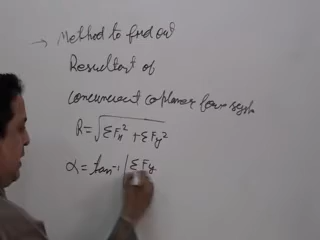 → Method to find out
Resultant of
concurrent coplanar force system
R = √ΣFx² + ΣFy²
α = tan⁻¹ | ΣFy